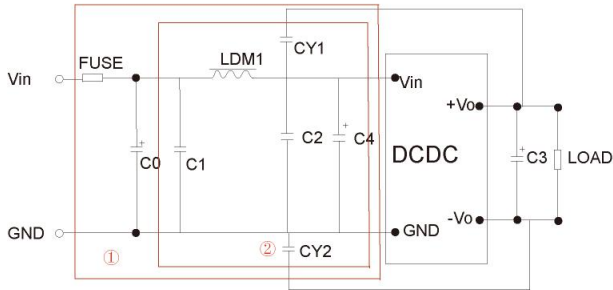 CY1
FUSE
LDM1
Vin
Vin
+Vo
C0
C1
C2
C4
DCDC
C3
LOAD
-Vo
GND
GND
①
②
CY2